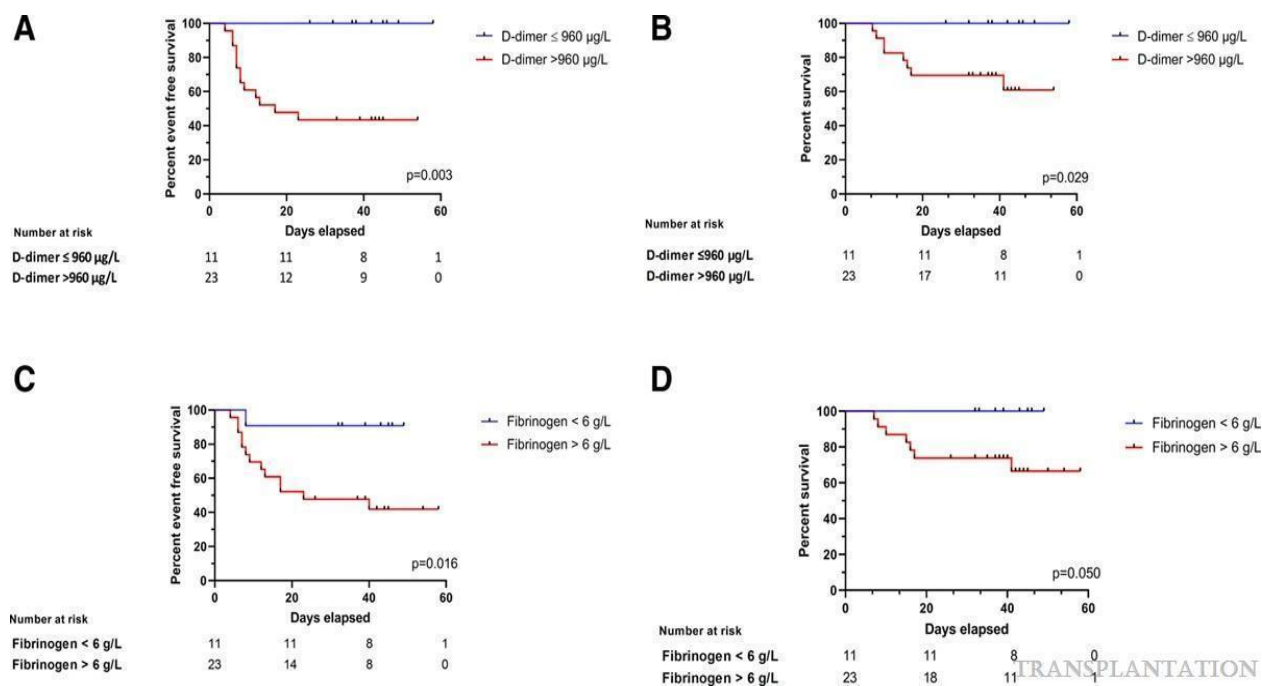 A
Percent event free survival
100
80
60
40
20
0
0 20 40 60
Days elapsed
D-dimer ≤ 960 µg/L
D-dimer >960 µg/L
p=0.003
Number at risk
D-dimer ≤ 960 µg/L 11 11 8 1
D-dimer >960 µg/L 23 12 9 0
B
Percent survival
100
80
60
40
20
0
0 20 40 60
Days elapsed
D-dimer ≤ 960 µg/L
D-dimer >960 µg/L
p=0.029
Number at risk
D-dimer ≤960 µg/L 11 11 8 1
D-dimer >960 µg/L 23 17 11 0
C
Percent event free survival
100
80
60
40
20
0
0 20 40 60
Days elapsed
Fibrinogen < 6 g/L
Fibrinogen > 6 g/L
p=0.016
Number at risk
Fibrinogen < 6 g/L 11 11 8 1
Fibrinogen > 6 g/L 23 14 8 0
D
Percent survival
100
80
60
40
20
0
0 20 40 60
Days elapsed
Fibrinogen < 6 g/L
Fibrinogen > 6 g/L
p=0.050
Number at risk
Fibrinogen < 6 g/L 11 11 8 0
Fibrinogen > 6 g/L 23 18 11 1
TRANSPLANTATION